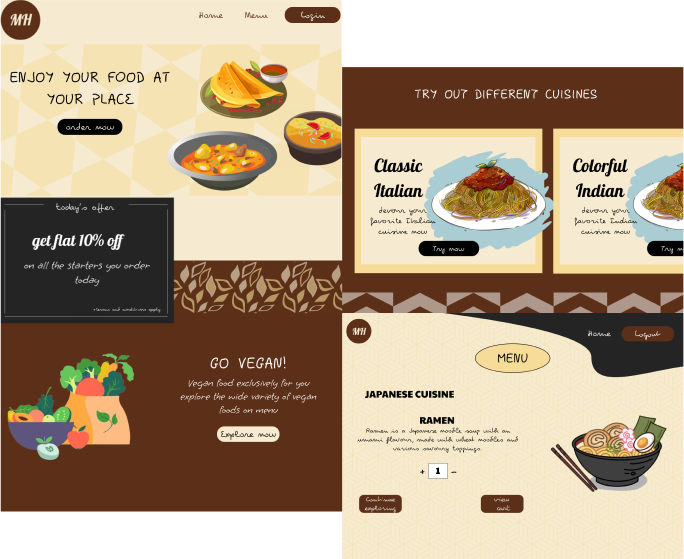 MH
Home Menu Login
ENJOY YOUR FOOD AT
YOUR PLACE
order now
today's offer
get flat 10% off
on all the starters you order
today
*terms and conditions apply
GO VEGAN!
Vegan food exclusively for you
explore the wide variety of vegan
foods on menu
Explore now
TRY OUT DIFFERENT CUISINES
Classic
Italian
devour your
favorite Italian
cuisine now
Try now
Colorful
Indian
devour your
favorite Indian
cuisine now
Try now
MH
Home Logout
MENU
JAPANESE CUISINE
RAMEN
Ramen is a Japanese noodle soup with an
umami flavour, made with wheat noodles and
various savoury toppings.
+ 1 -
Continue
exploring
view
cart